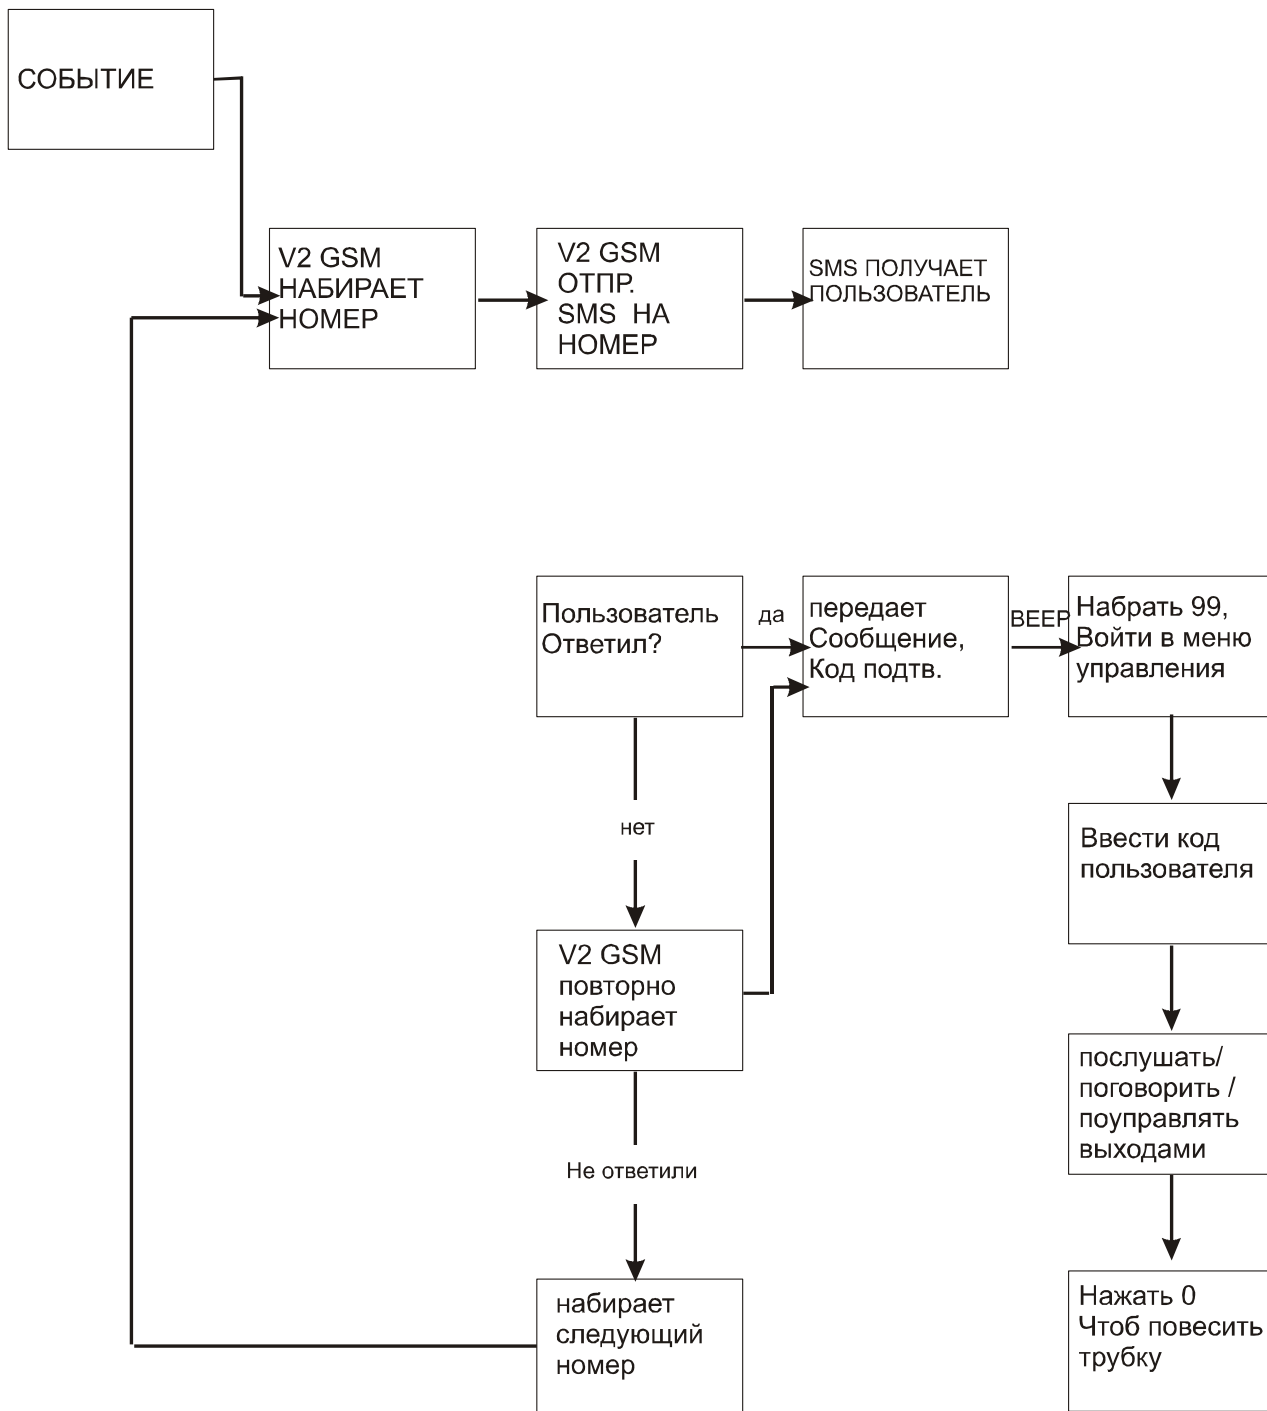 СОБЫТИЕ
V2 GSM
НАБИРАЕТ
НОМЕР
V2 GSM
ОТПР.
SMS НА
НОМЕР
SMS ПОЛУЧАЕТ
ПОЛЬЗОВАТЕЛЬ
Пользователь
Ответил?
да
передает
Сообщение,
Код подтв.
BEEP
Набрать 99,
Войти в меню
управления
нет
Ввести код
пользователя
V2 GSM
повторно
набирает
номер
послушать/
поговорить /
поуправлять
выходами
Не ответили
набирает
следующий
номер
Нажать 0
Чтоб повесить
трубку